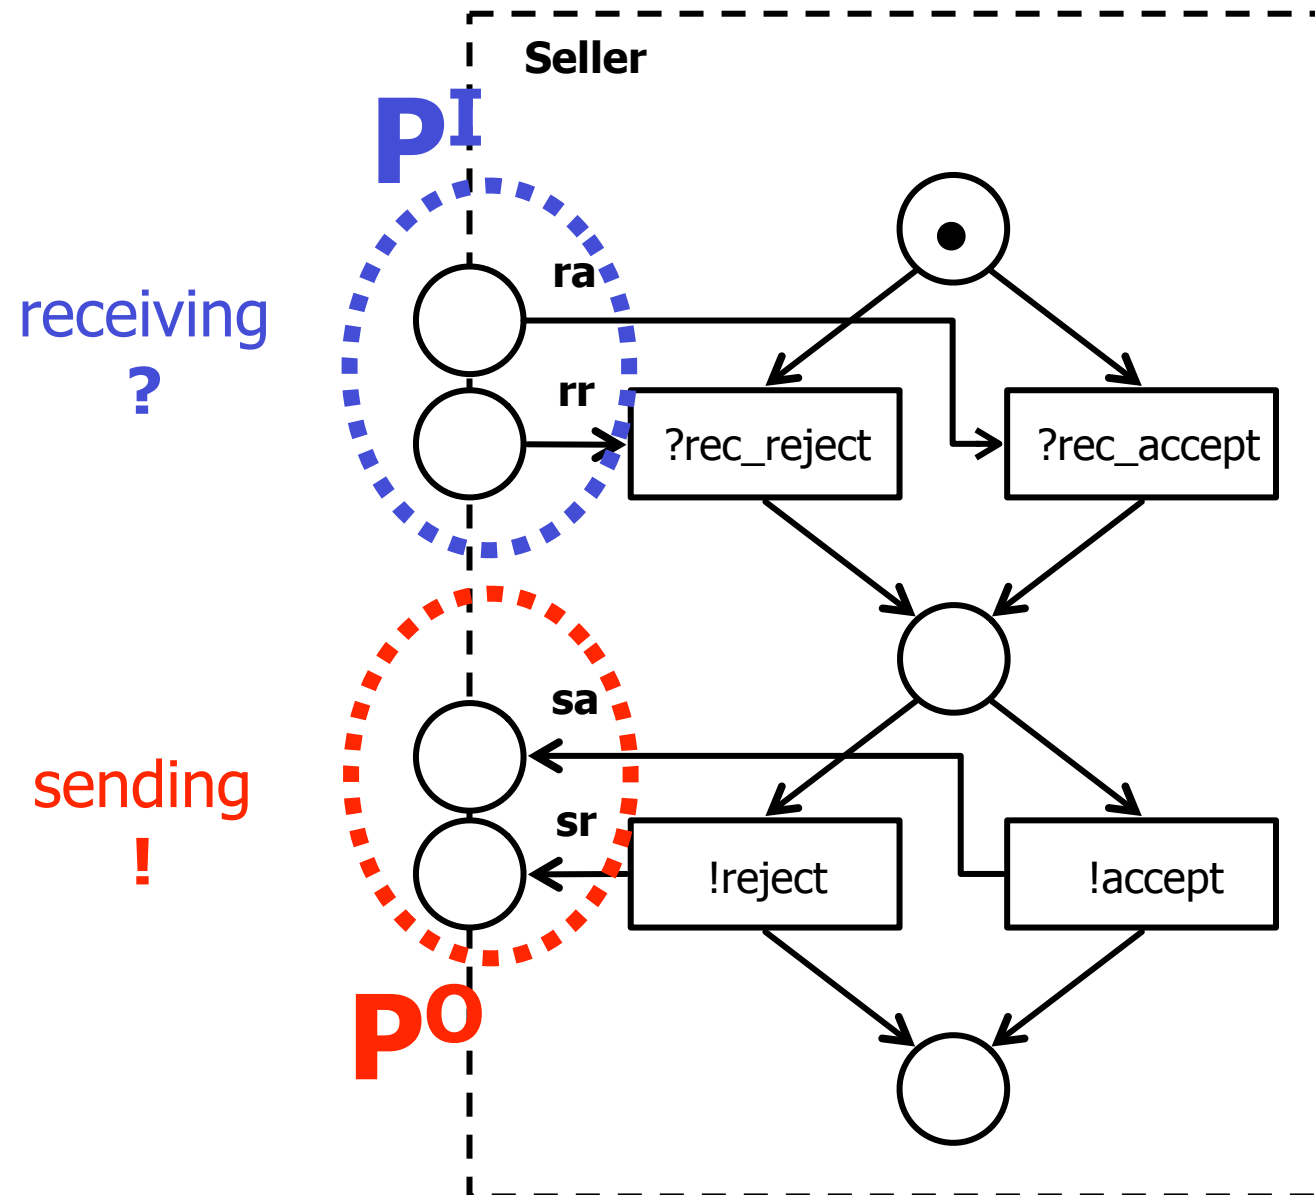 Seller
P^I
ra
receiving
?
rr
?rec_reject
?rec_accept
sa
sending
!
sr
!reject
!accept
P^O